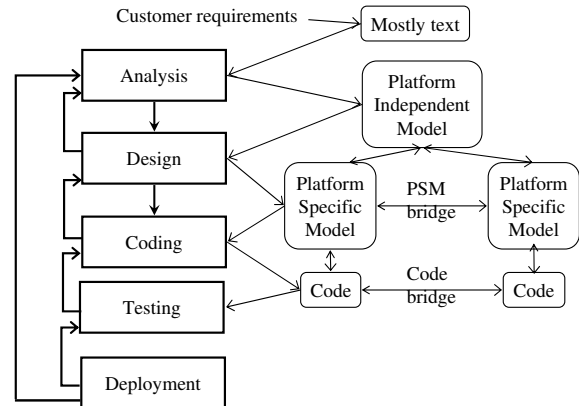 Customer requirements
Mostly text
Analysis
Platform
Independent
Model
Design
Platform
Specific
Model
PSM
bridge
Platform
Specific
Model
Coding
Code
Code
bridge
Code
Testing
Deployment